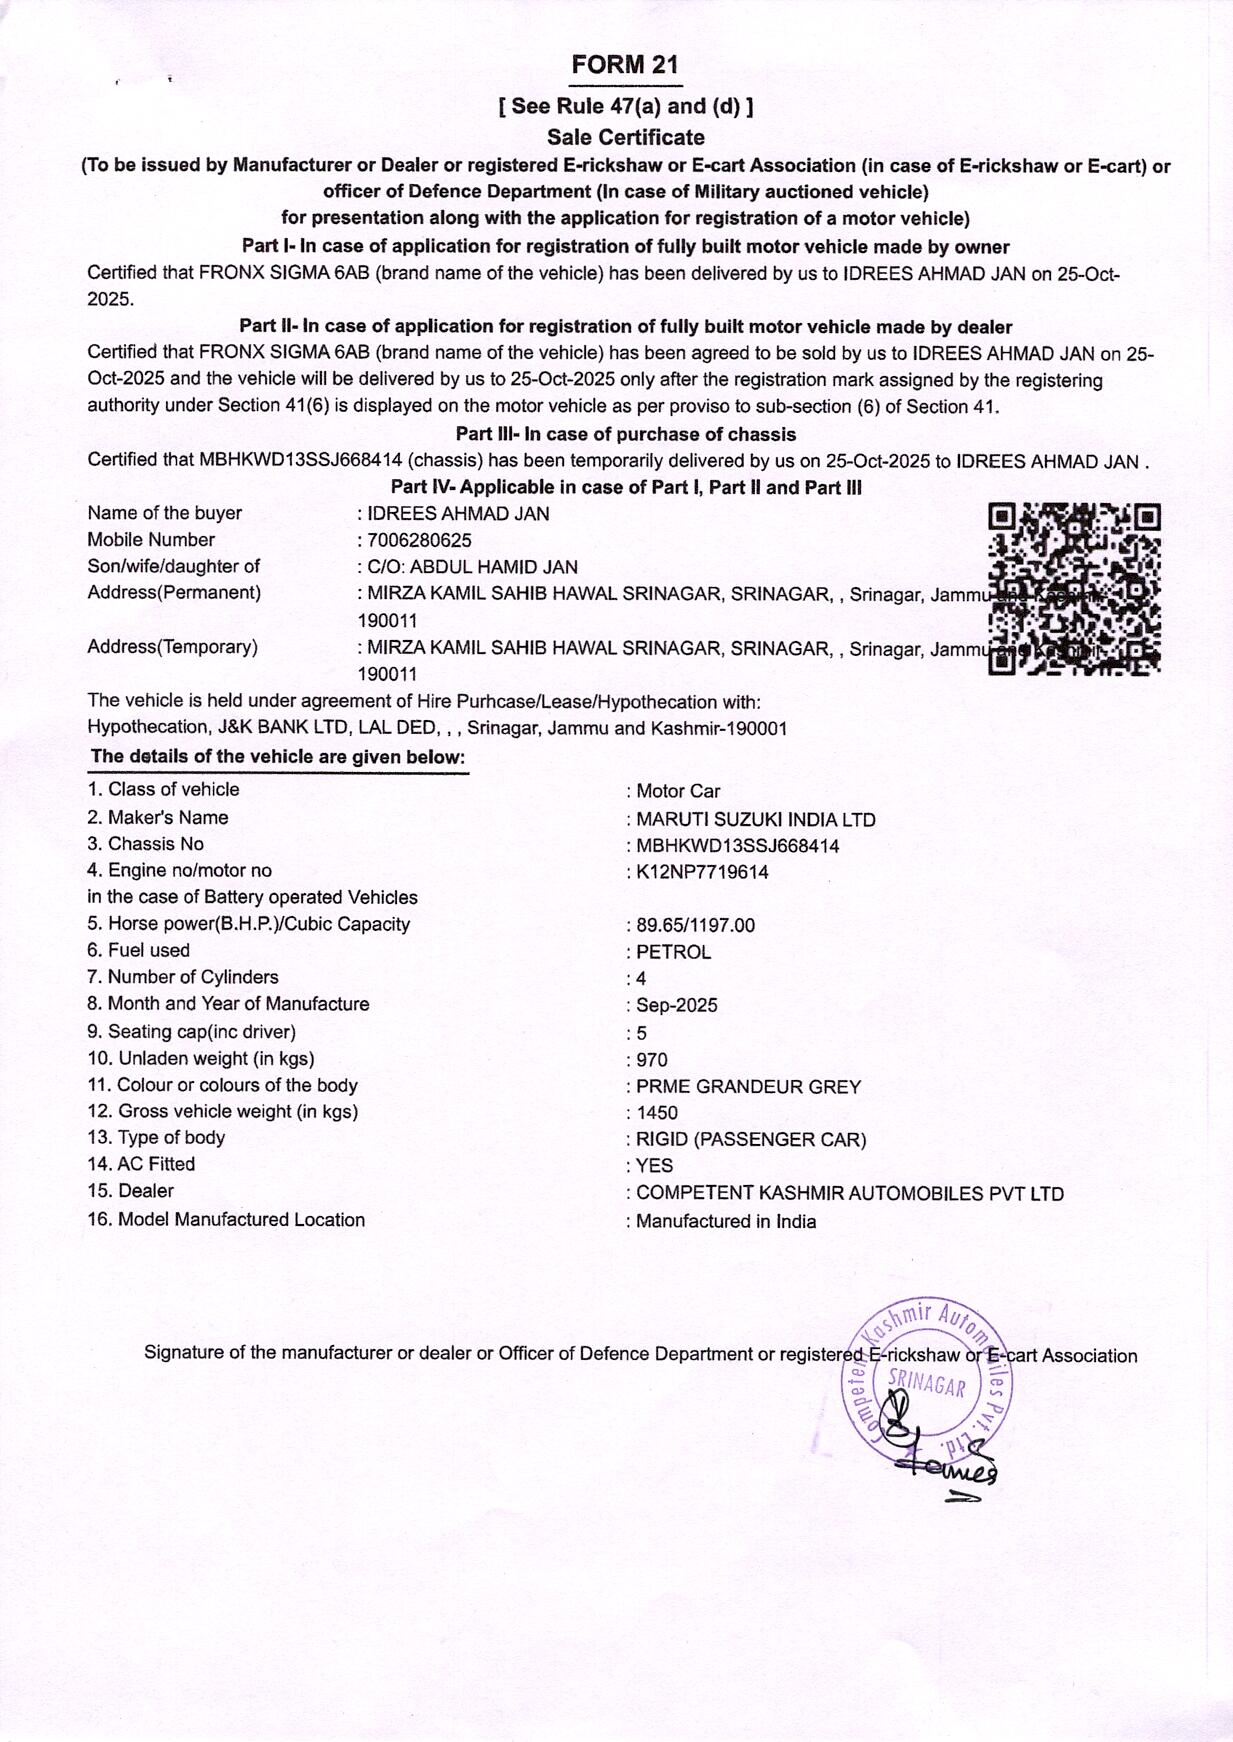 FORM 21
[ See Rule 47(a) and (d) ]
Sale Certificate
(To be issued by Manufacturer or Dealer or registered E-rickshaw or E-cart Association (in case of E-rickshaw or E-cart) or
officer of Defence Department (In case of Military auctioned vehicle)
for presentation along with the application for registration of a motor vehicle)
Part I- In case of application for registration of fully built motor vehicle made by owner
Certified that FRONX SIGMA 6AB (brand name of the vehicle) has been delivered by us to IDREES AHMAD JAN on 25-Oct-
2025.
Part II- In case of application for registration of fully built motor vehicle made by dealer
Certified that FRONX SIGMA 6AB (brand name of the vehicle) has been agreed to be sold by us to IDREES AHMAD JAN on 25-
Oct-2025 and the vehicle will be delivered by us to 25-Oct-2025 only after the registration mark assigned by the registering
authority under Section 41(6) is displayed on the motor vehicle as per proviso to sub-section (6) of Section 41.
Part III- In case of purchase of chassis
Certified that MBHKWD13SSJ668414 (chassis) has been temporarily delivered by us on 25-Oct-2025 to IDREES AHMAD JAN .
Part IV- Applicable in case of Part I, Part II and Part III
Name of the buyer : IDREES AHMAD JAN
Mobile Number : 7006280625
Son/wife/daughter of : C/O: ABDUL HAMID JAN
Address(Permanent) : MIRZA KAMIL SAHIB HAWAL SRINAGAR, SRINAGAR, , Srinagar, Jammu and Kashmir-
190011
Address(Temporary) : MIRZA KAMIL SAHIB HAWAL SRINAGAR, SRINAGAR, , Srinagar, Jammu and Kashmir-
190011
The vehicle is held under agreement of Hire Purhcase/Lease/Hypothecation with:
Hypothecation, J&K BANK LTD, LAL DED, , , Srinagar, Jammu and Kashmir-190001
The details of the vehicle are given below:
1. Class of vehicle : Motor Car
2. Maker's Name : MARUTI SUZUKI INDIA LTD
3. Chassis No : MBHKWD13SSJ668414
4. Engine no/motor no : K12NP7719614
in the case of Battery operated Vehicles
5. Horse power(B.H.P.)/Cubic Capacity : 89.65/1197.00
6. Fuel used : PETROL
7. Number of Cylinders : 4
8. Month and Year of Manufacture : Sep-2025
9. Seating cap(inc driver) : 5
10. Unladen weight (in kgs) : 970
11. Colour or colours of the body : PRME GRANDEUR GREY
12. Gross vehicle weight (in kgs) : 1450
13. Type of body : RIGID (PASSENGER CAR)
14. AC Fitted : YES
15. Dealer : COMPETENT KASHMIR AUTOMOBILES PVT LTD
16. Model Manufactured Location : Manufactured in India
Signature of the manufacturer or dealer or Officer of Defence Department or registered E-rickshaw or E-cart Association
Competent Kashmir Automobiles Pvt. Ltd.
SRINAGAR